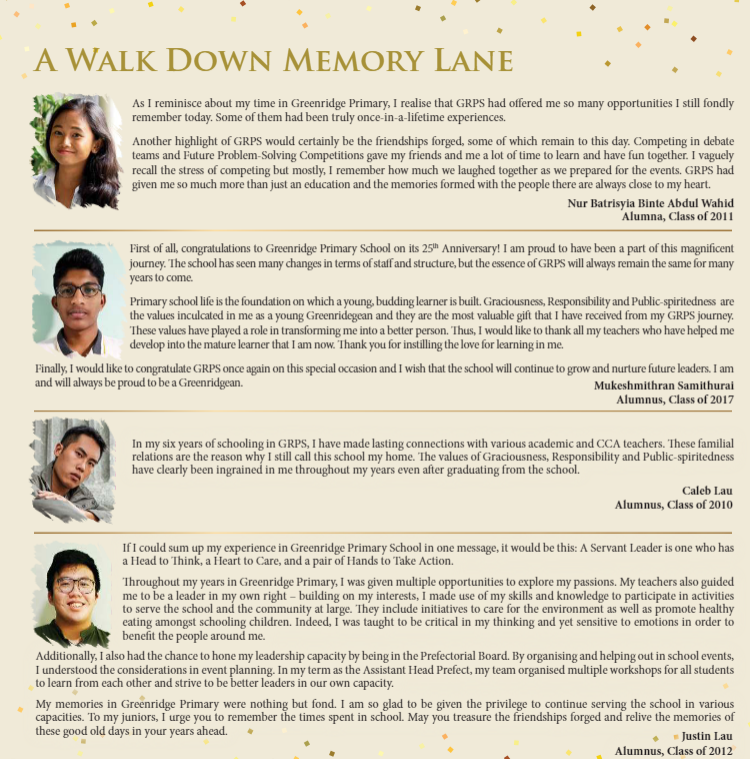 A Walk Down Memory Lane
As I reminisce about my time in Greenridge Primary, I realise that GRPS had offered me so many opportunities I still fondly
remember today. Some of them had been truly once-in-a-lifetime experiences.
Another highlight of GRPS would certainly be the friendships forged, some of which remain to this day. Competing in debate
teams and Future Problem-Solving Competitions gave my friends and me a lot of time to learn and have fun together. I vaguely
recall the stress of competing but mostly, I remember how much we laughed together as we prepared for the events. GRPS had
given me so much more than just an education and the memories formed with the people there are always close to my heart.
Nur Batrisyia Binte Abdul Wahid
Alumna, Class of 2011
First of all, congratulations to Greenridge Primary School on its 25th Anniversary! I am proud to have been a part of this magnificent
journey. The school has seen many changes in terms of staff and structure, but the essence of GRPS will always remain the same for many
years to come.
Primary school life is the foundation on which a young, budding learner is built. Graciousness, Responsibility and Public-spiritedness are
the values inculcated in me as a young Greenridegean and they are the most valuable gift that I have received from my GRPS journey.
These values have played a role in transforming me into a better person. Thus, I would like to thank all my teachers who have helped me
develop into the mature learner that I am now. Thank you for instilling the love for learning in me.
Finally, I would like to congratulate GRPS once again on this special occasion and I wish that the school will continue to grow and nurture future leaders. I am
and will always be proud to be a Greenridgean.
Mukeshmithran Samithurai
Alumnus, Class of 2017
In my six years of schooling in GRPS, I have made lasting connections with various academic and CCA teachers. These familial
relations are the reason why I still call this school my home. The values of Graciousness, Responsibility and Public-spiritedness
have clearly been ingrained in me throughout my years even after graduating from the school.
Caleb Lau
Alumnus, Class of 2010
If I could sum up my experience in Greenridge Primary School in one message, it would be this: A Servant Leader is one who has
a Head to Think, a Heart to Care, and a pair of Hands to Take Action.
Throughout my years in Greenridge Primary, I was given multiple opportunities to explore my passions. My teachers also guided
me to be a leader in my own right – building on my interests, I made use of my skills and knowledge to participate in activities
to serve the school and the community at large. They include initiatives to care for the environment as well as promote healthy
eating amongst schooling children. Indeed, I was taught to be critical in my thinking and yet sensitive to emotions in order to
benefit the people around me.
Additionally, I also had the chance to hone my leadership capacity by being in the Prefectorial Board. By organising and helping out in school events,
I understood the considerations in event planning. In my term as the Assistant Head Prefect, my team organised multiple workshops for all students
to learn from each other and strive to be better leaders in our own capacity.
My memories in Greenridge Primary were nothing but fond. I am so glad to be given the privilege to continue serving the school in various
capacities. To my juniors, I urge you to remember the times spent in school. May you treasure the friendships forged and relive the memories of
these good old days in your years ahead.
Justin Lau
Alumnus, Class of 2012